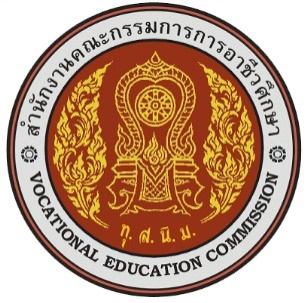 สำนักงานคณะกรรมการการอาชีวศึกษา
กุ. ส. นิ. ม.
VOCATIONAL EDUCATION COMMISSION